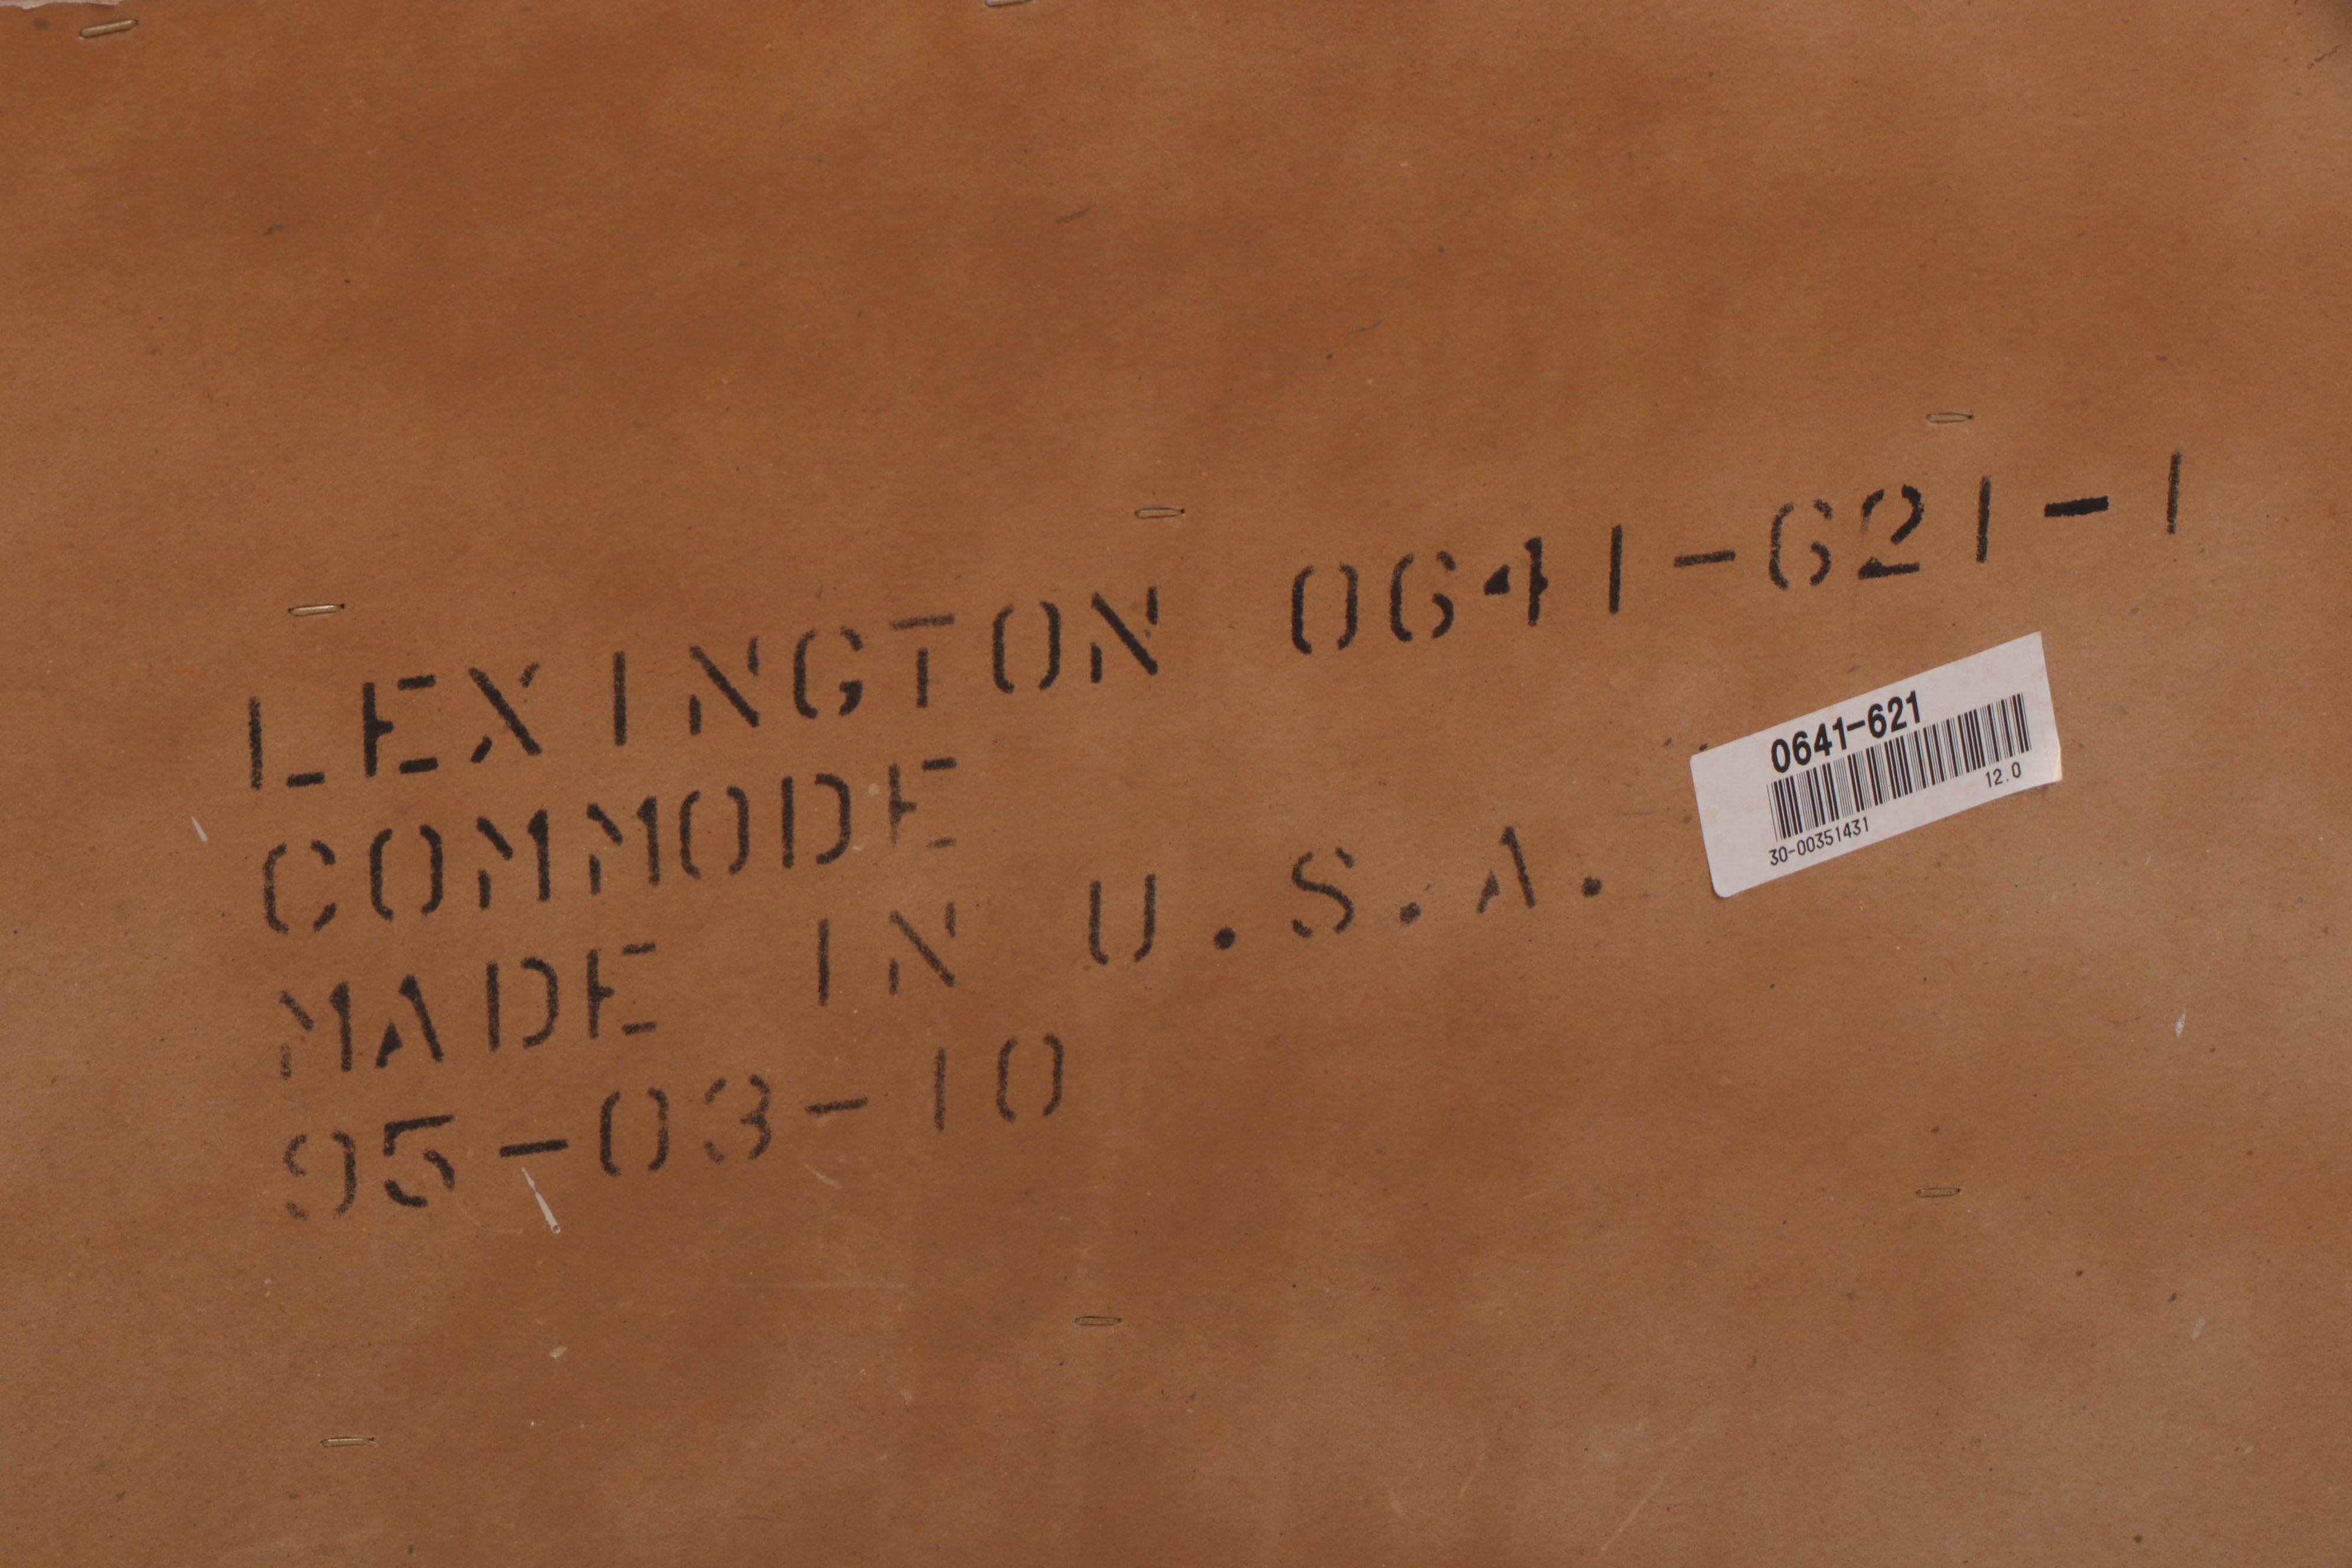 LEXINGTON 0641-621-1
COMMODE
MADE IN U.S.A.
95-03-10
0641-621
12.0
30-00351431